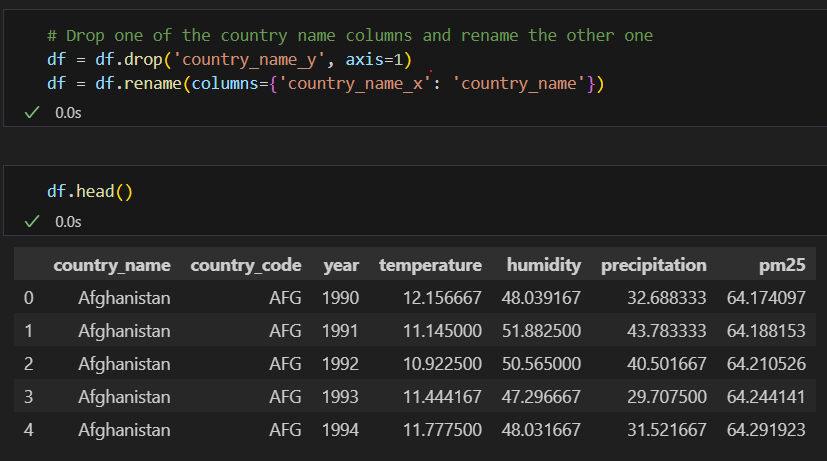 # Drop one of the country name columns and rename the other one
df = df.drop('country_name_y', axis=1)
df = df.rename(columns={'country_name_x': 'country_name'})
0.0s
df.head()
0.0s
country_name country_code year temperature humidity precipitation pm25
0 Afghanistan AFG 1990 12.156667 48.039167 32.688333 64.174097
1 Afghanistan AFG 1991 11.145000 51.882500 43.783333 64.188153
2 Afghanistan AFG 1992 10.922500 50.565000 40.501667 64.210526
3 Afghanistan AFG 1993 11.444167 47.296667 29.707500 64.244141
4 Afghanistan AFG 1994 11.777500 48.031667 31.521667 64.291923